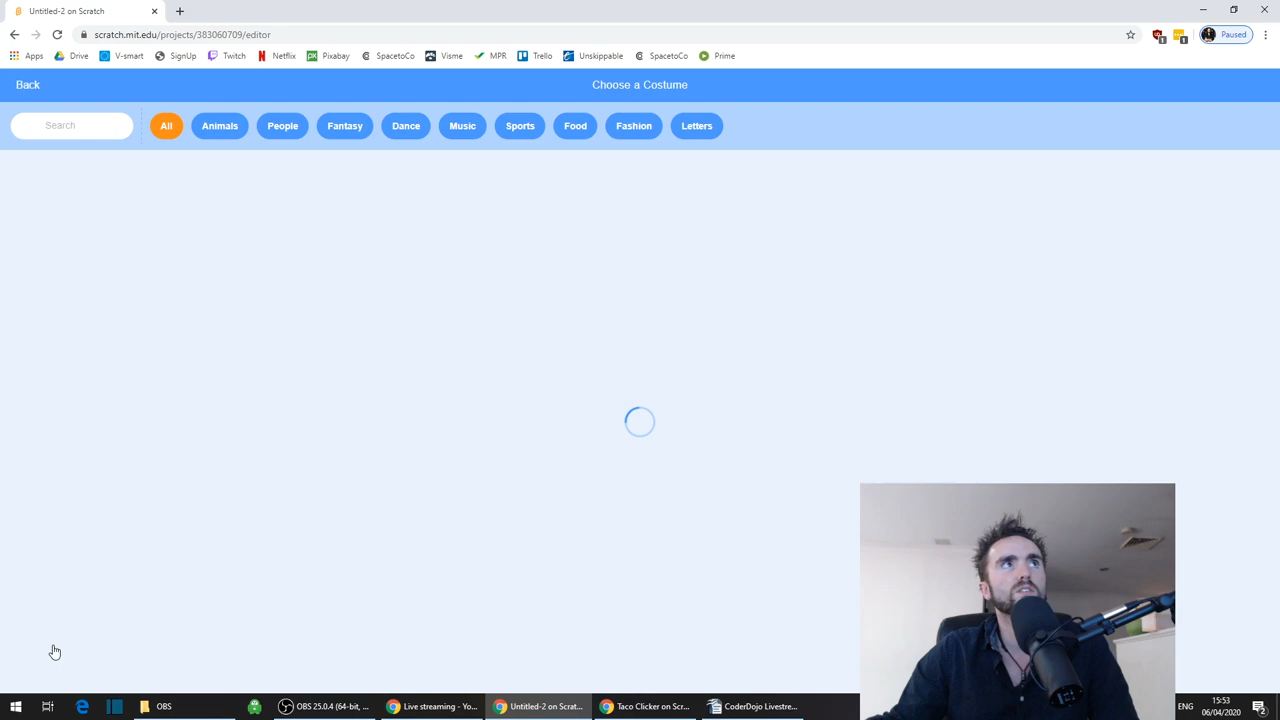 Untitled-2 on Scratch
scratch.mit.edu/projects/383060709/editor
Paused
Apps Drive V-smart SignUp Twitch Netflix Pixabay SpacetoCo Visme MPR Trello Unskippable SpacetoCo Prime
Back Choose a Costume
Search All Animals People Fantasy Dance Music Sports Food Fashion Letters
OBS OBS 25.0.4 (64-bit, ... Live streaming - Yo... Untitled-2 on Scrat... Taco Clicker on Scr... CoderDojo Livestre... ENG 15:53
06/04/2020 2